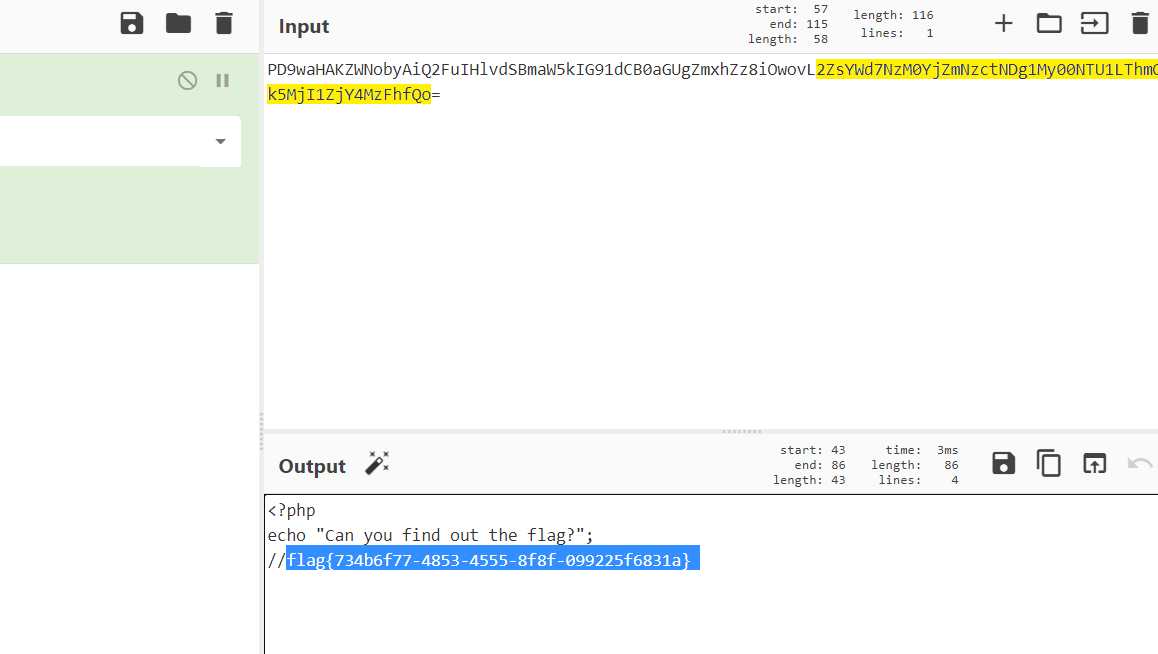 Input
start: 57
end: 115
length: 58
length: 116
lines: 1
PD9waHAKZWNobyAiQ2FuIHlvdSBmaW5kIG91dCB0aGUgZmxhZz8iOwovL2ZsYWd7NzM0YjZmNzctNDg1My00NTU1LThm
k5MjI1ZjY4MzFhfQo=
Output
start: 43
end: 86
length: 43
time: 3ms
length: 86
lines: 4
<?php
echo "Can you find out the flag?";
//flag{734b6f77-4853-4555-8f8f-099225f6831a}